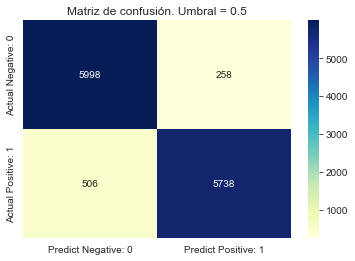 Matriz de confusión. Umbral = 0.5
Actual Negative: 0
5998
258
Actual Positive: 1
506
5738
Predict Negative: 0
Predict Positive: 1
5000
4000
3000
2000
1000